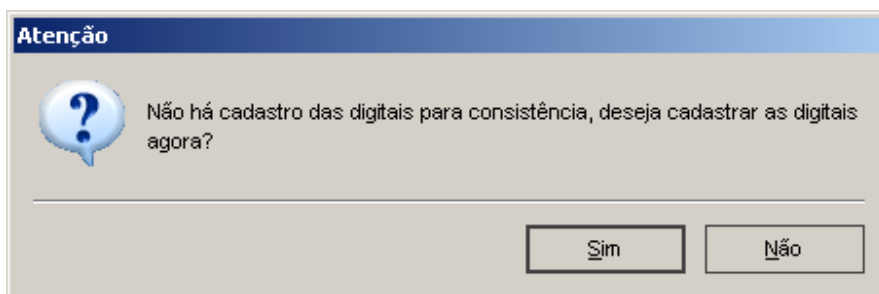 Atenção
Não há cadastro das digitais para consistência, deseja cadastrar as digitais
agora?
Sim
Não